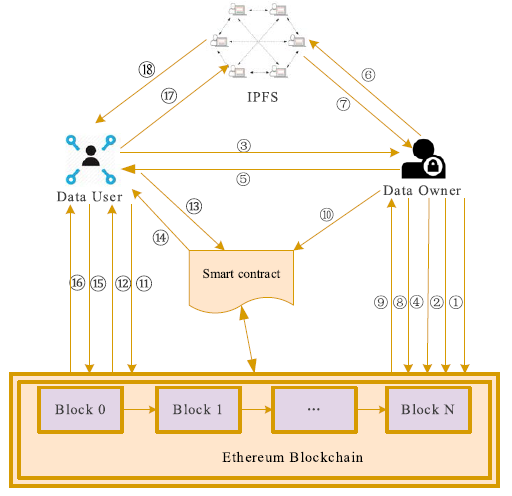 IPFS
⑱
⑥
⑰
⑦
③
⑤
Data User
Data Owner
⑬
⑩
⑭
Smart contract
⑯ ⑮ ⑫ ⑪
⑨ ⑧ ④ ② ①
Block 0
Block 1
...
Block N
Ethereum Blockchain